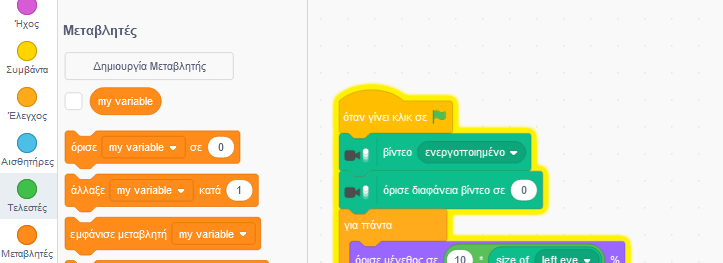 Ήχος
Συμβάντα
Έλεγχος
Αισθητήρες
Τελεστές
Μεταβλητές
Μεταβλητές
Δημιουργία Μεταβλητής
my variable
όρισε my variable σε 0
άλλαξε my variable κατά 1
εμφάνισε μεταβλητή my variable
όταν γίνει κλικ σε
βίντεο ενεργοποιημένο
όρισε διαφάνεια βίντεο σε 0
για πάντα
όρισε μέγεθος σε 10 * size of left eye %